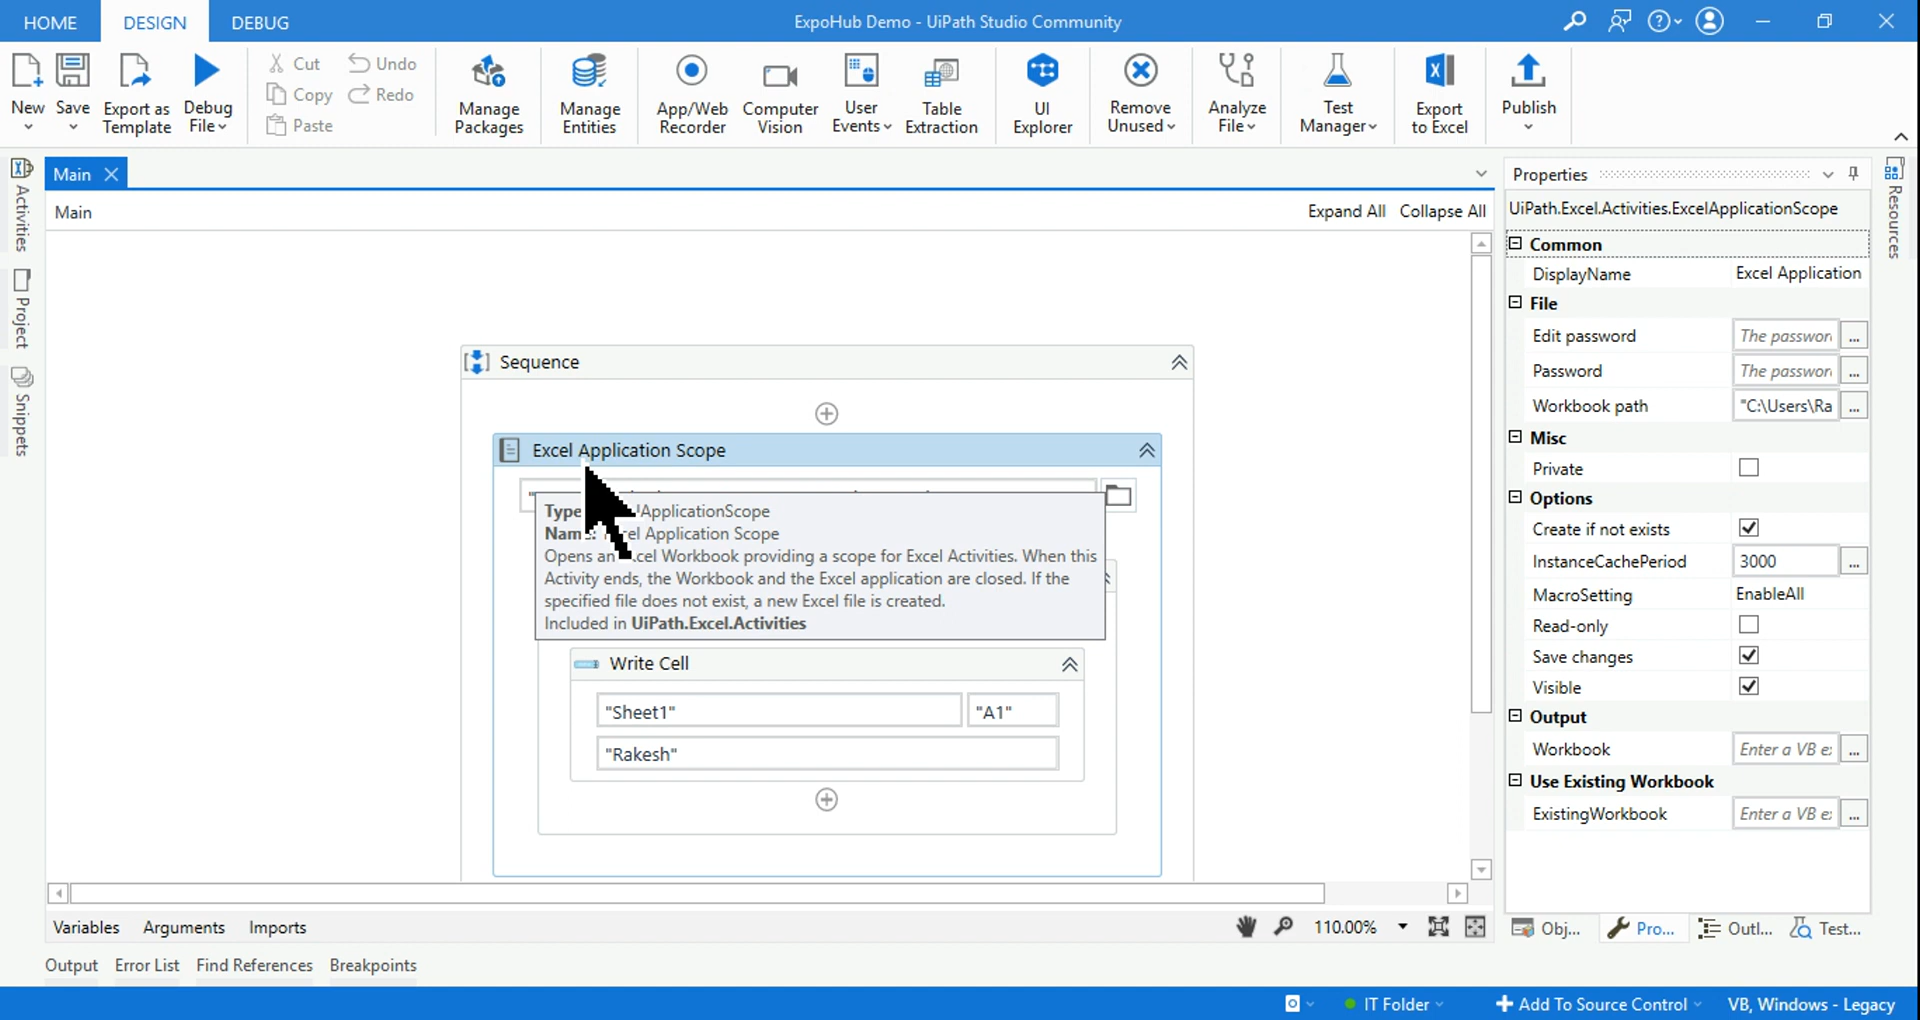 HOME
DESIGN
DEBUG
ExpoHub Demo - UiPath Studio Community
New
Save
Export as Template
Debug File
Cut
Copy
Paste
Undo
Redo
Manage Packages
Manage Entities
App/Web Recorder
Computer Vision
User Events
Table Extraction
UI Explorer
Remove Unused
Analyze File
Test Manager
Export to Excel
Publish
Activities
Project
Snippets
Main
Main
Expand All
Collapse All
Sequence
Excel Application Scope
Type
ApplicationScope
Name:
Application Scope
Opens an
Workbook providing a scope for Excel Activities. When this
Activity ends, the Workbook and the Excel application are closed. If the
specified file does not exist, a new Excel file is created.
Included in UiPath.Excel.Activities
Write Cell
"Sheet1"
"A1"
"Rakesh"
Variables
Arguments
Imports
110.00%
Properties
UiPath.Excel.Activities.ExcelApplicationScope
Common
DisplayName Excel Application
File
Edit password The passwor
Password The passwor
Workbook path "C:\Users\Ra
Misc
Private
Options
Create if not exists
InstanceCachePeriod 3000
MacroSetting EnableAll
Read-only
Save changes
Visible
Output
Workbook Enter a VB e
Use Existing Workbook
ExistingWorkbook Enter a VB e
Resources
Obj...
Pro...
Outl...
Test...
Output
Error List
Find References
Breakpoints
IT Folder
Add To Source Control
VB, Windows - Legacy